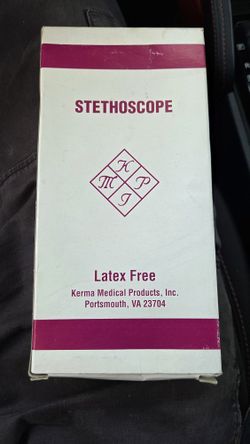 STETHOSCOPE
K
M P
I
Latex Free
Kerma Medical Products, Inc.
Portsmouth, VA 23704